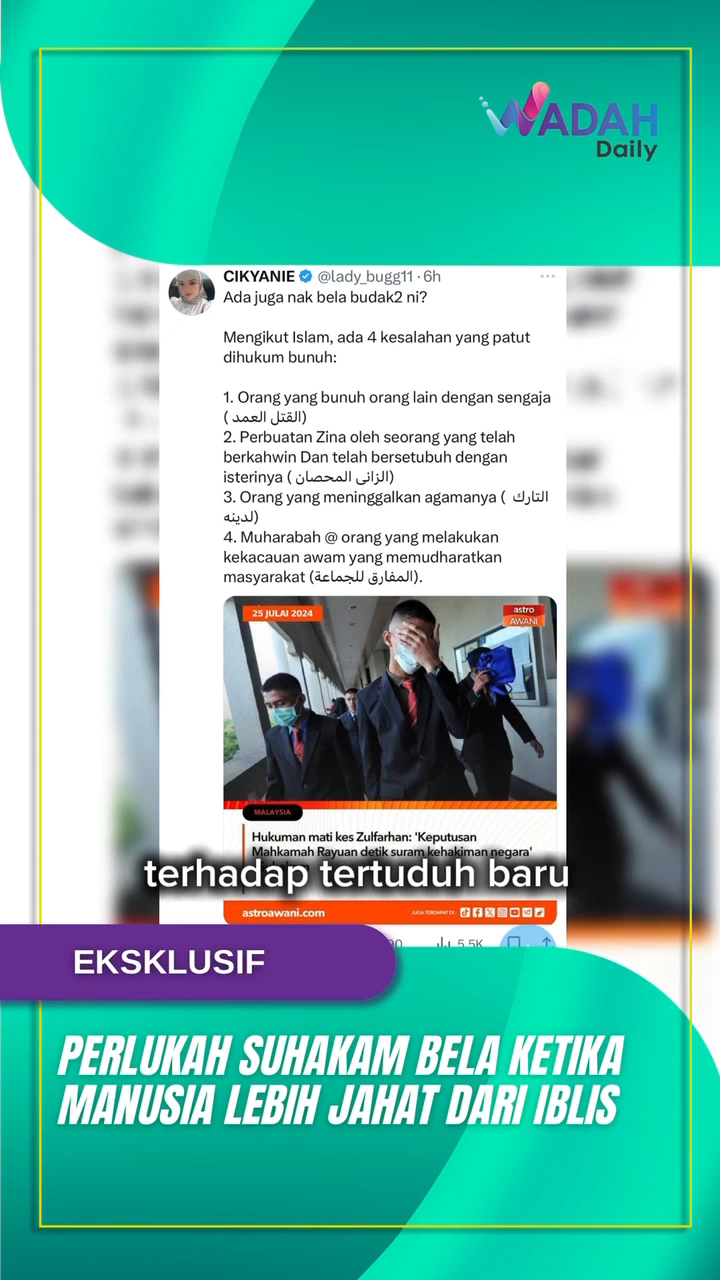 WADAH
Daily
CIKYANIE @lady_bugg11 · 6h
Ada juga nak bela budak2 ni?
Mengikut Islam, ada 4 kesalahan yang patut
dihukum bunuh:
1. Orang yang bunuh orang lain dengan sengaja
(القتل العمد )
2. Perbuatan Zina oleh seorang yang telah
berkahwin Dan telah bersetubuh dengan
isterinya ( الزانى المحصان)
3. Orang yang meninggalkan agamanya ( التارك
لدينه)
4. Muharabah @ orang yang melakukan
kekacauan awam yang memudharatkan
masyarakat (المفارق للجماعة).
25 JULAI 2024
astro
AWANI
MALAYSIA
Hukuman mati kes Zulfarhan: 'Keputusan
Mahkamah Rayuan detik suram kehakiman negara'
terhadap tertuduh baru
astroawani.com
JUGA TERDAPAT DI:
5.5K
EKSKLUSIF
PERLUKAH SUHAKAM BELA KETIKA
MANUSIA LEBIH JAHAT DARI IBLIS